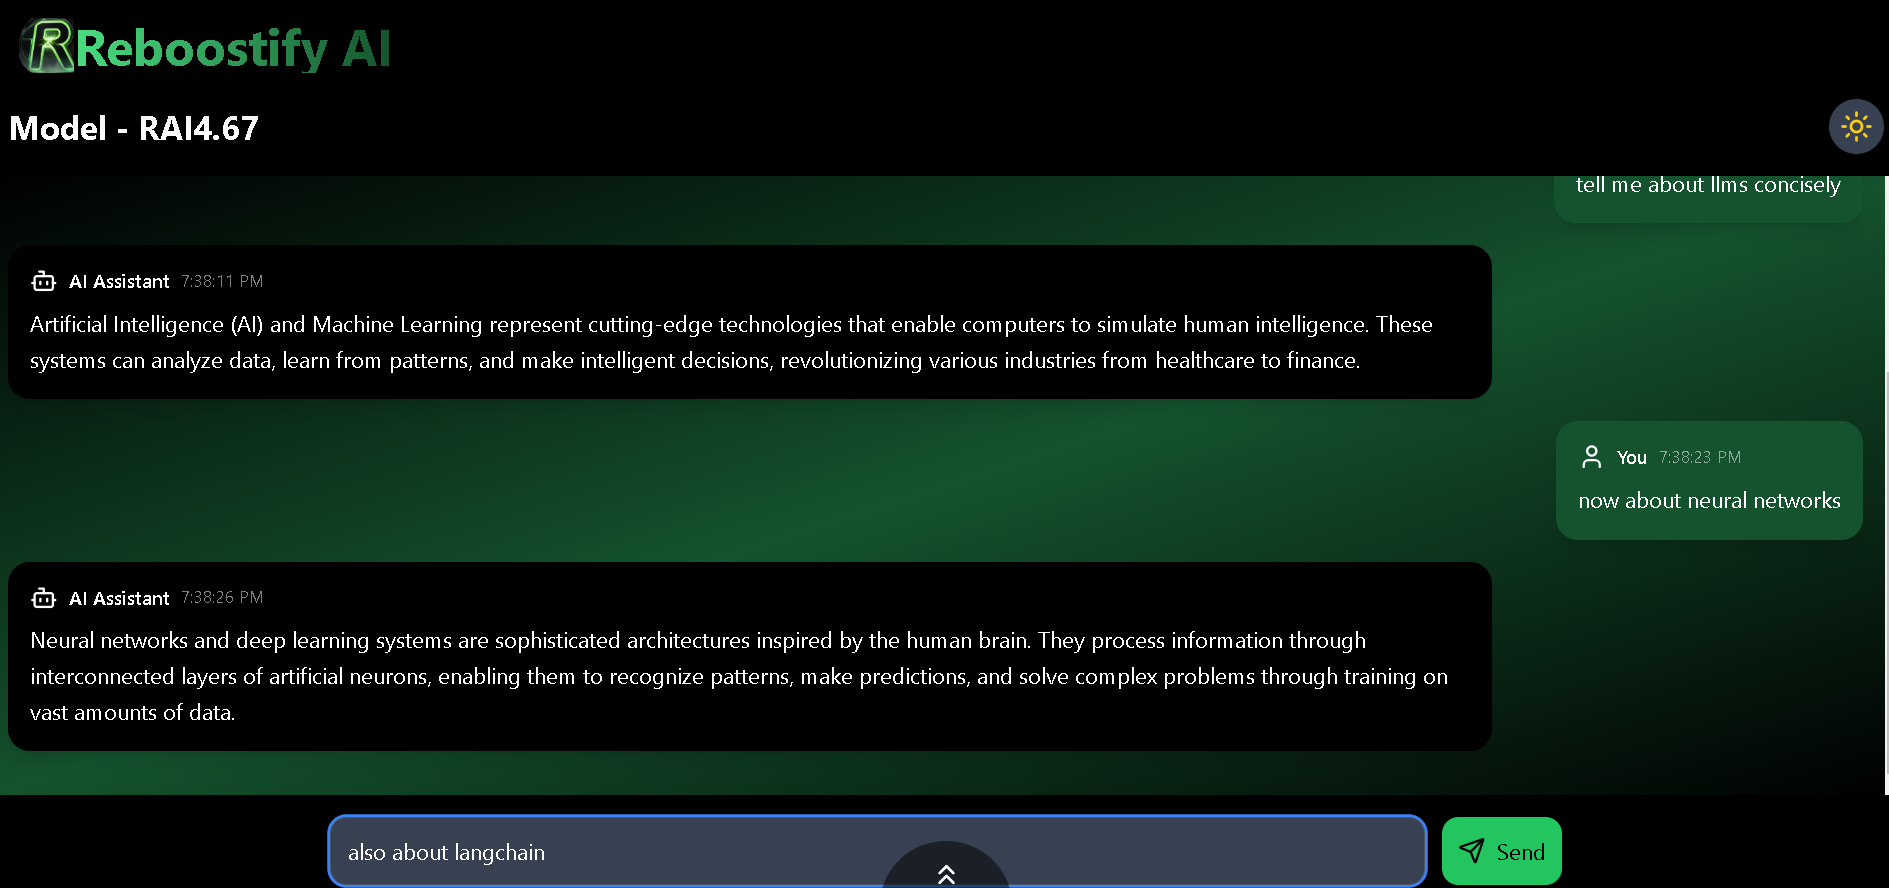 Reboostify AI
Model - RAI4.67
tell me about llms concisely
AI Assistant 7:38:11 PM
Artificial Intelligence (AI) and Machine Learning represent cutting-edge technologies that enable computers to simulate human intelligence. These
systems can analyze data, learn from patterns, and make intelligent decisions, revolutionizing various industries from healthcare to finance.
You 7:38:23 PM
now about neural networks
AI Assistant 7:38:26 PM
Neural networks and deep learning systems are sophisticated architectures inspired by the human brain. They process information through
interconnected layers of artificial neurons, enabling them to recognize patterns, make predictions, and solve complex problems through training on
vast amounts of data.
also about langchain
Send